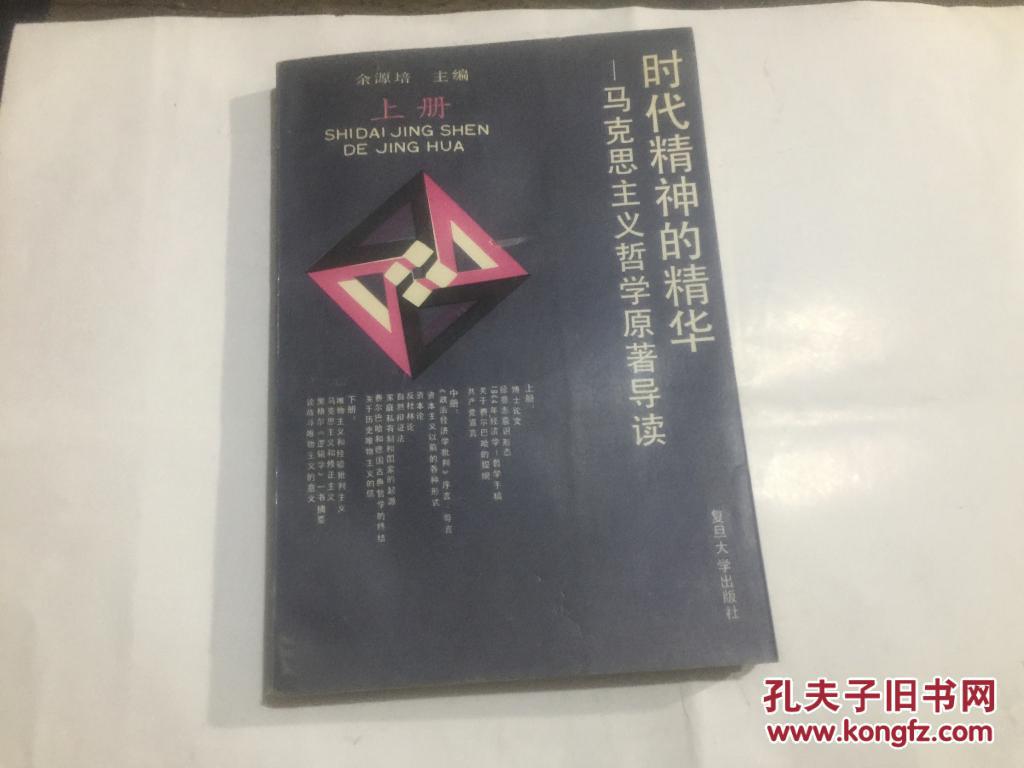 时代精神的精华
—马克思主义哲学原著导读
余源培 主编
上册
SHIDAI JING SHEN
DE JING HUA
上册:
博士论文
德意志意识形态
1844年经济学—哲学手稿
关于费尔巴哈的提纲
共产党宣言
中册:
《政治经济学批判》序言、导言
资本主义以前的各种形式
资本论
反杜林论
自然辩证法
家庭私有制和国家的起源
费尔巴哈和德国古典哲学的终结
关于历史唯物主义的信
下册:
唯物主义和经验批判主义
马克思主义和修正主义
黑格尔《逻辑学》一书摘要
论战斗唯物主义的意义
复旦大学出版社
孔夫子旧书网
www.kongfz.com